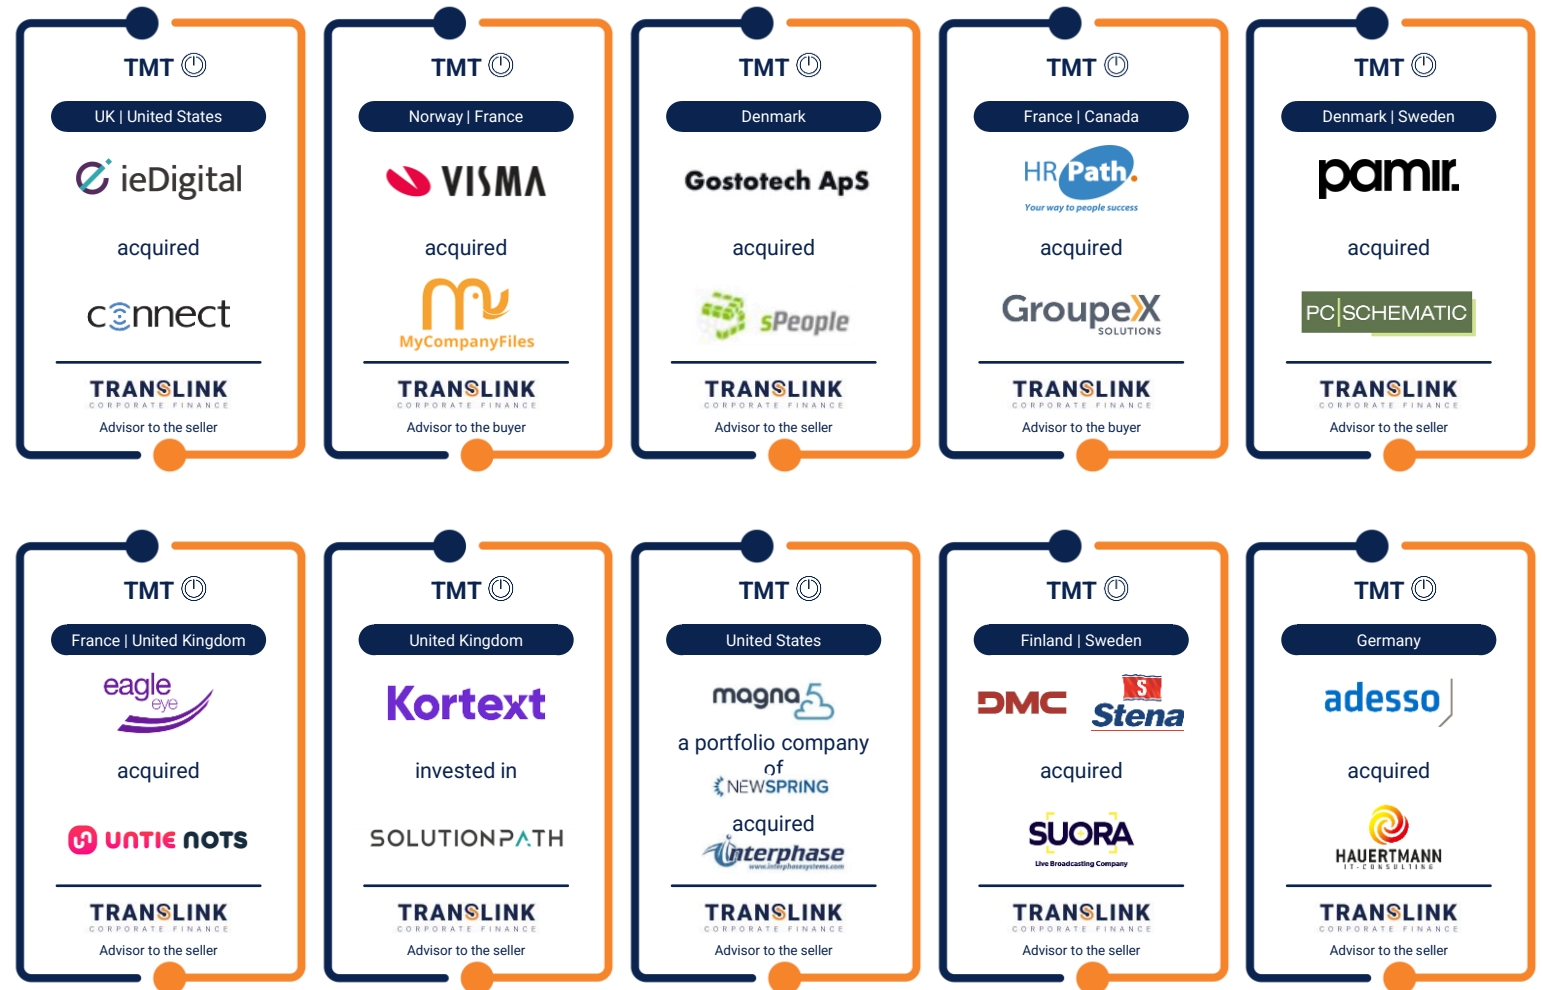 TMT
UK | United States
ieDigital
acquired
connect
TRANSLINK
CORPORATE FINANCE
Advisor to the seller
TMT
Norway | France
VISMA
acquired
MyCompanyFiles
TRANSLINK
CORPORATE FINANCE
Advisor to the buyer
TMT
Denmark
Gostotech ApS
acquired
sPeople
TRANSLINK
CORPORATE FINANCE
Advisor to the seller
TMT
France | Canada
HR Path.
Your way to people success
acquired
GroupeX
SOLUTIONS
TRANSLINK
CORPORATE FINANCE
Advisor to the buyer
TMT
Denmark | Sweden
pamir.
acquired
PC|SCHEMATIC
TRANSLINK
CORPORATE FINANCE
Advisor to the seller
TMT
France | United Kingdom
eagle
eye
acquired
UNTIE NOTS
TRANSLINK
CORPORATE FINANCE
Advisor to the seller
TMT
United Kingdom
Kortext
invested in
SOLUTIONPATH
TRANSLINK
CORPORATE FINANCE
Advisor to the seller
TMT
United States
magna5
a portfolio company
of
NEWSPRING
acquired
interphase
www.interphasesystems.com
TRANSLINK
CORPORATE FINANCE
Advisor to the seller
TMT
Finland | Sweden
DMC
S
Stena
acquired
SUORA
Live Broadcasting Company
TRANSLINK
CORPORATE FINANCE
Advisor to the seller
TMT
Germany
adesso
acquired
HAUERTMANN
IT-CONSULTING
TRANSLINK
CORPORATE FINANCE
Advisor to the seller